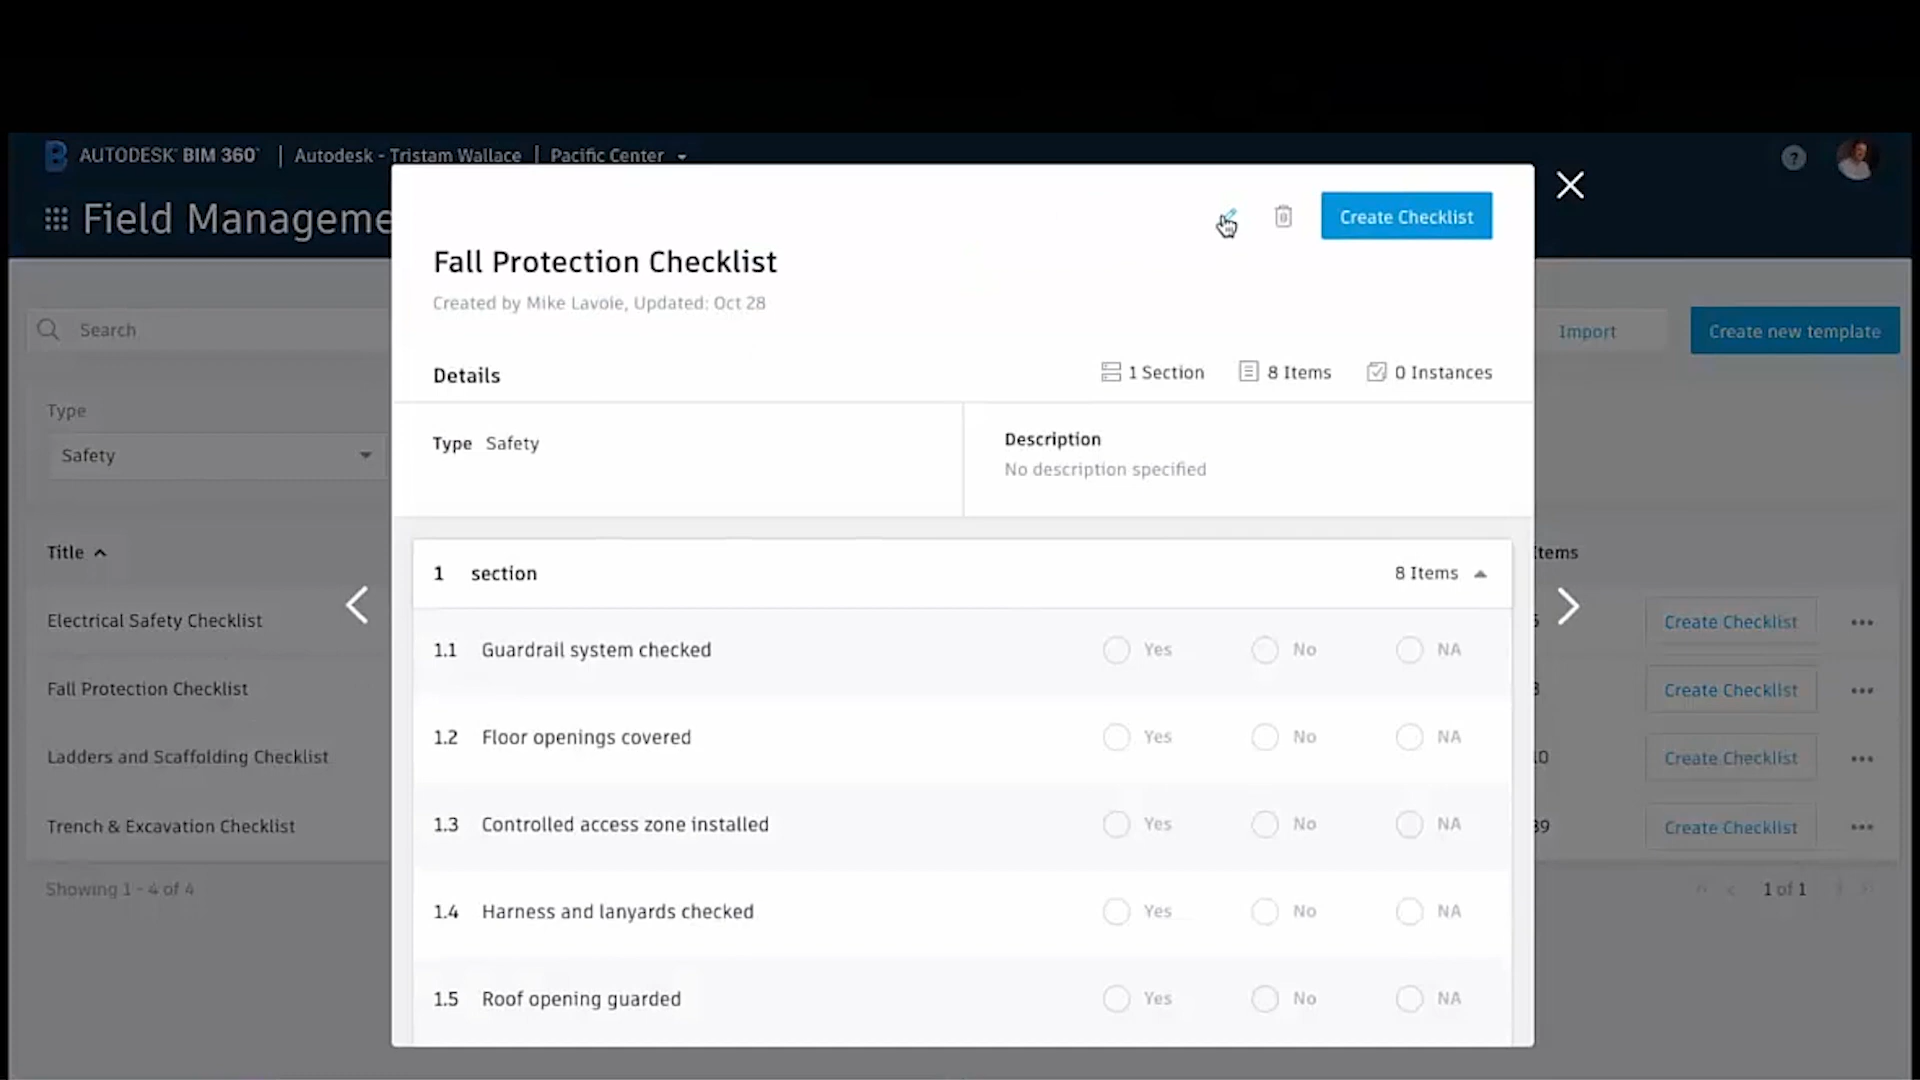 AUTODESK® BIM 360™ | Autodesk - Tristam Wallace | Pacific Center
Field Manageme
Create Checklist
Fall Protection Checklist
Created by Mike Lavoie, Updated: Oct 28
Search
Import
Create new template
Details
1 Section
8 Items
0 Instances
Type
Safety
Type Safety
Description
No description specified
Title
Items
1 section
8 Items
Electrical Safety Checklist
Create Checklist
Fall Protection Checklist
Create Checklist
Ladders and Scaffolding Checklist
Create Checklist
Trench & Excavation Checklist
39
Create Checklist
1.1 Guardrail system checked Yes No NA
1.2 Floor openings covered Yes No NA
1.3 Controlled access zone installed Yes No NA
1.4 Harness and lanyards checked Yes No NA
1.5 Roof opening guarded Yes No NA
Showing 1 - 4 of 4
1 of 1